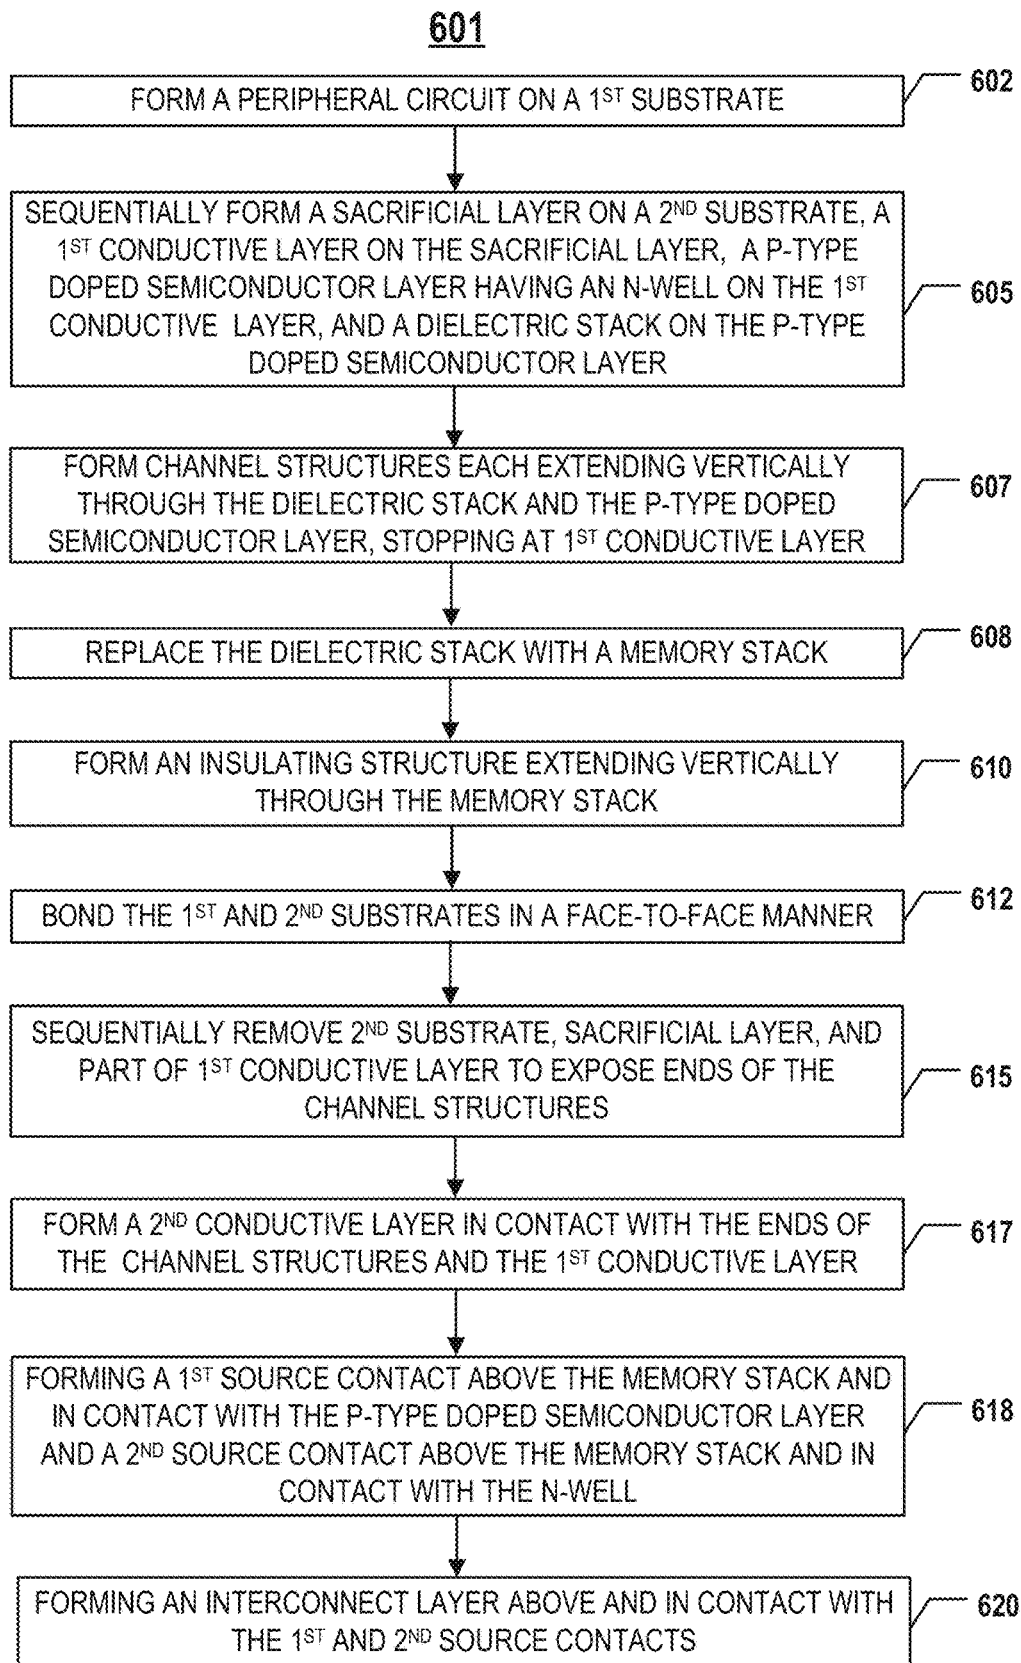 601
FORM A PERIPHERAL CIRCUIT ON A 1ST SUBSTRATE
602
SEQUENTIALLY FORM A SACRIFICIAL LAYER ON A 2ND SUBSTRATE, A
1ST CONDUCTIVE LAYER ON THE SACRIFICIAL LAYER, A P-TYPE
DOPED SEMICONDUCTOR LAYER HAVING AN N-WELL ON THE 1ST
CONDUCTIVE LAYER, AND A DIELECTRIC STACK ON THE P-TYPE
DOPED SEMICONDUCTOR LAYER
605
FORM CHANNEL STRUCTURES EACH EXTENDING VERTICALLY
THROUGH THE DIELECTRIC STACK AND THE P-TYPE DOPED
SEMICONDUCTOR LAYER, STOPPING AT 1ST CONDUCTIVE LAYER
607
REPLACE THE DIELECTRIC STACK WITH A MEMORY STACK
608
FORM AN INSULATING STRUCTURE EXTENDING VERTICALLY
THROUGH THE MEMORY STACK
610
BOND THE 1ST AND 2ND SUBSTRATES IN A FACE-TO-FACE MANNER
612
SEQUENTIALLY REMOVE 2ND SUBSTRATE, SACRIFICIAL LAYER, AND
PART OF 1ST CONDUCTIVE LAYER TO EXPOSE ENDS OF THE
CHANNEL STRUCTURES
615
FORM A 2ND CONDUCTIVE LAYER IN CONTACT WITH THE ENDS OF
THE CHANNEL STRUCTURES AND THE 1ST CONDUCTIVE LAYER
617
FORMING A 1ST SOURCE CONTACT ABOVE THE MEMORY STACK AND
IN CONTACT WITH THE P-TYPE DOPED SEMICONDUCTOR LAYER
AND A 2ND SOURCE CONTACT ABOVE THE MEMORY STACK AND IN
CONTACT WITH THE N-WELL
618
FORMING AN INTERCONNECT LAYER ABOVE AND IN CONTACT WITH
THE 1ST AND 2ND SOURCE CONTACTS
620